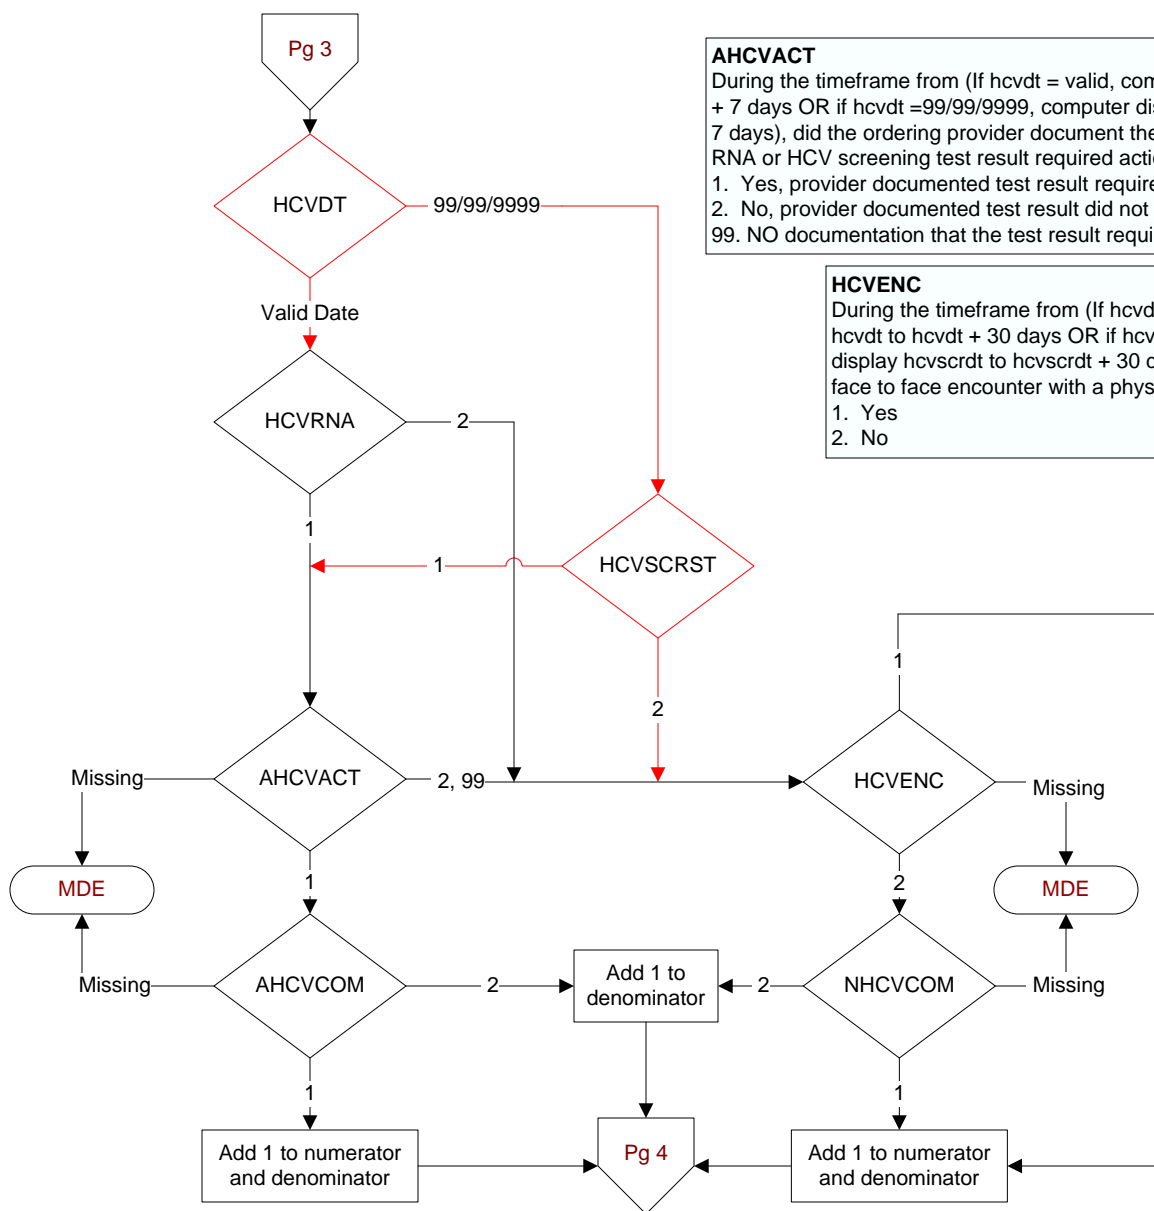 Pg 3
AHCVACT
During the timeframe from (If hcvdt = valid, com
+ 7 days OR if hcvdt =99/99/9999, computer dis
7 days), did the ordering provider document the
RNA or HCV screening test result required acti
1. Yes, provider documented test result require
2. No, provider documented test result did not
99. NO documentation that the test result requi
HCVDT
99/99/9999
HCVENC
During the timeframe from (If hcvd
hcvdt to hcvdt + 30 days OR if hcv
display hcvscrdt to hcvscrdt + 30 d
face to face encounter with a phys
1. Yes
2. No
Valid Date
HCVRNA
2
1
HCVSCRST
1
2
1
Missing
AHCVACT
2, 99
HCVENC
Missing
MDE
1
2
MDE
Missing
AHCVCOM
2
Add 1 to
denominator
2
NHCVCOM
Missing
1
1
Add 1 to numerator
and denominator
Pg 4
Add 1 to numerator
and denominator